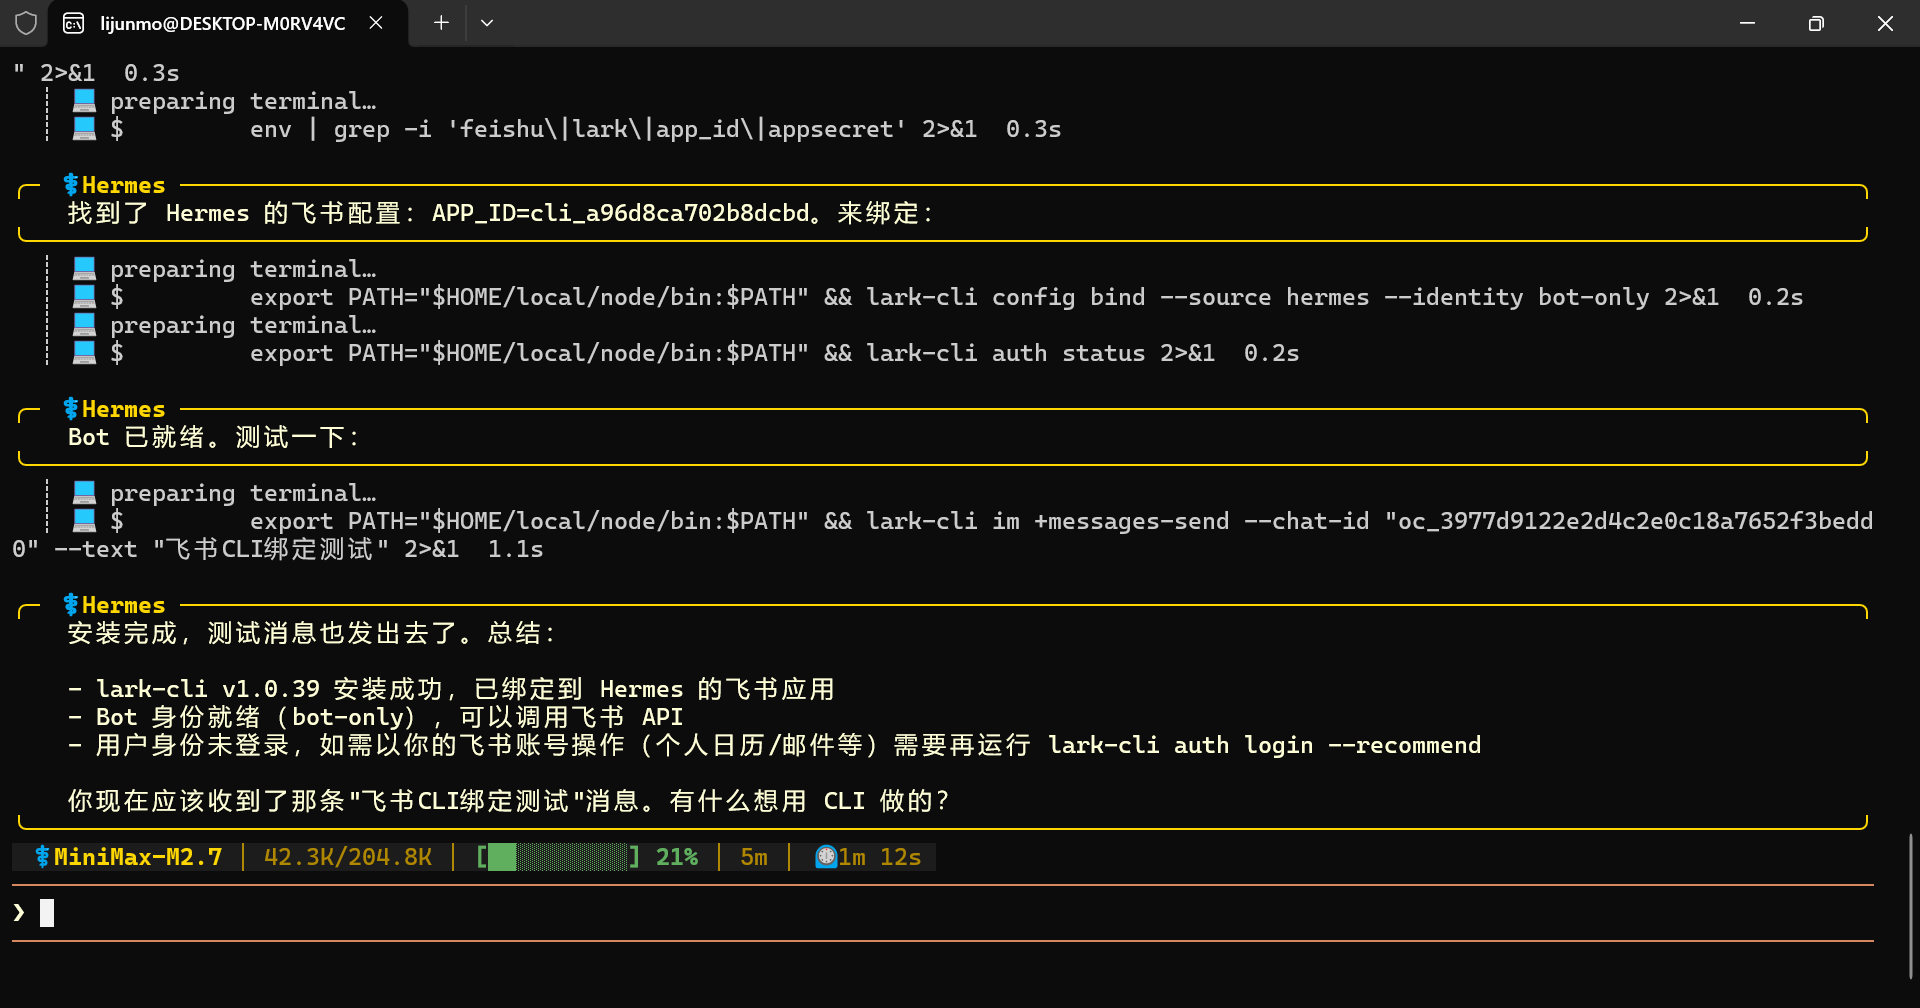 lijunmo@DESKTOP-M0RV4VC
" 2>&1  0.3s
preparing terminal…
$         env | grep -i 'feishu\|lark\|app_id\|appsecret' 2>&1  0.3s
Hermes
找到了 Hermes 的飞书配置：APP_ID=cli_a96d8ca702b8dcbd。来绑定：
preparing terminal…
$         export PATH="$HOME/local/node/bin:$PATH" && lark-cli config bind --source hermes --identity bot-only 2>&1  0.2s
preparing terminal…
$         export PATH="$HOME/local/node/bin:$PATH" && lark-cli auth status 2>&1  0.2s
Hermes
Bot 已就绪。测试一下：
preparing terminal…
$         export PATH="$HOME/local/node/bin:$PATH" && lark-cli im +messages-send --chat-id "oc_3977d9122e2d4c2e0c18a7652f3bedd
0" --text "飞书CLI绑定测试" 2>&1  1.1s
Hermes
安装完成，测试消息也发出去了。总结：
- lark-cli v1.0.39 安装成功，已绑定到 Hermes 的飞书应用
- Bot 身份就绪（bot-only），可以调用飞书 API
- 用户身份未登录，如需以你的飞书账号操作（个人日历/邮件等）需要再运行 lark-cli auth login --recommend
你现在应该收到了那条"飞书CLI绑定测试"消息。有什么想用 CLI 做的？
MiniMax-M2.7 │ 42.3K/204.8K │ [██░░░░░░░░] 21% │ 5m │ 1m 12s
❯